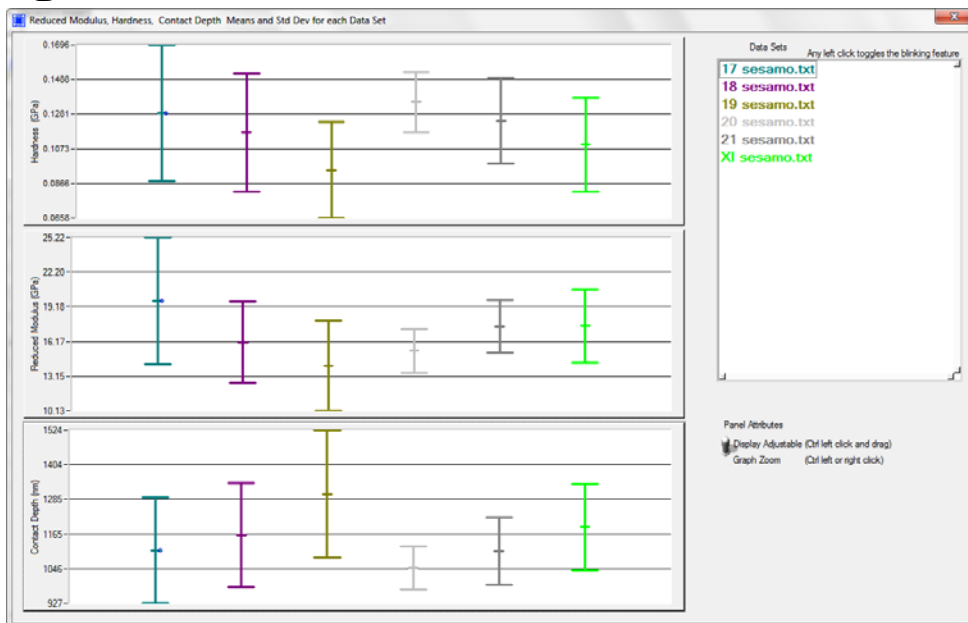 Reduced Modulus, Hardness, Contact Depth Means and Std Dev for each Data Set
0.1696
0.1488
0.1281
0.1073
0.0866
0.0658
Hardness (GPa)
25.22
22.20
19.18
16.17
13.15
10.13
Reduced Modulus (GPa)
1524
1404
1285
1165
1045
927
Contact Depth (nm)
Data Sets
Any left click toggles the blinking feature
17 sesamo.txt
18 sesamo.txt
19 sesamo.txt
20 sesamo.txt
21 sesamo.txt
XI sesamo.txt
Panel Attributes
Display Adjustable (Ctrl left click and drag)
Graph Zoom (Ctrl left or right click)